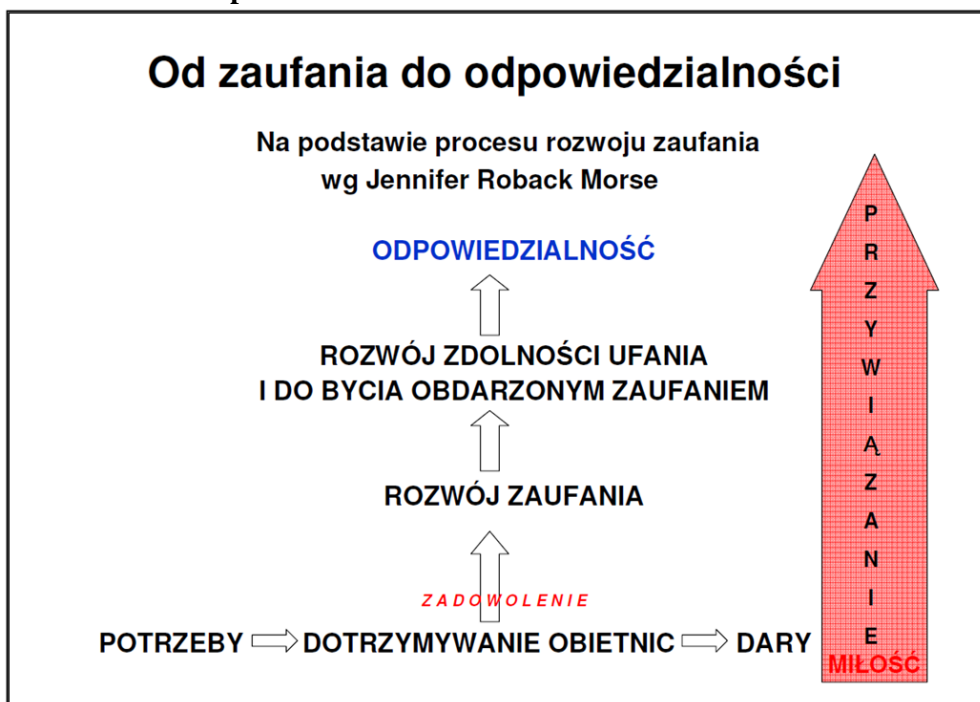 Od zaufania do odpowiedzialności
Na podstawie procesu rozwoju zaufania
wg Jennifer Roback Morse
ODPOWIEDZIALNOŚĆ
ROZWÓJ ZDOLNOŚCI UFANIA
I DO BYCIA OBDARZONYM ZAUFANIEM
ROZWÓJ ZAUFANIA
ZADOWOLENIE
POTRZEBY DOTRZYMYWANIE OBIETNIC DARY
PRZYWIĄZANIE
MIŁOŚĆ